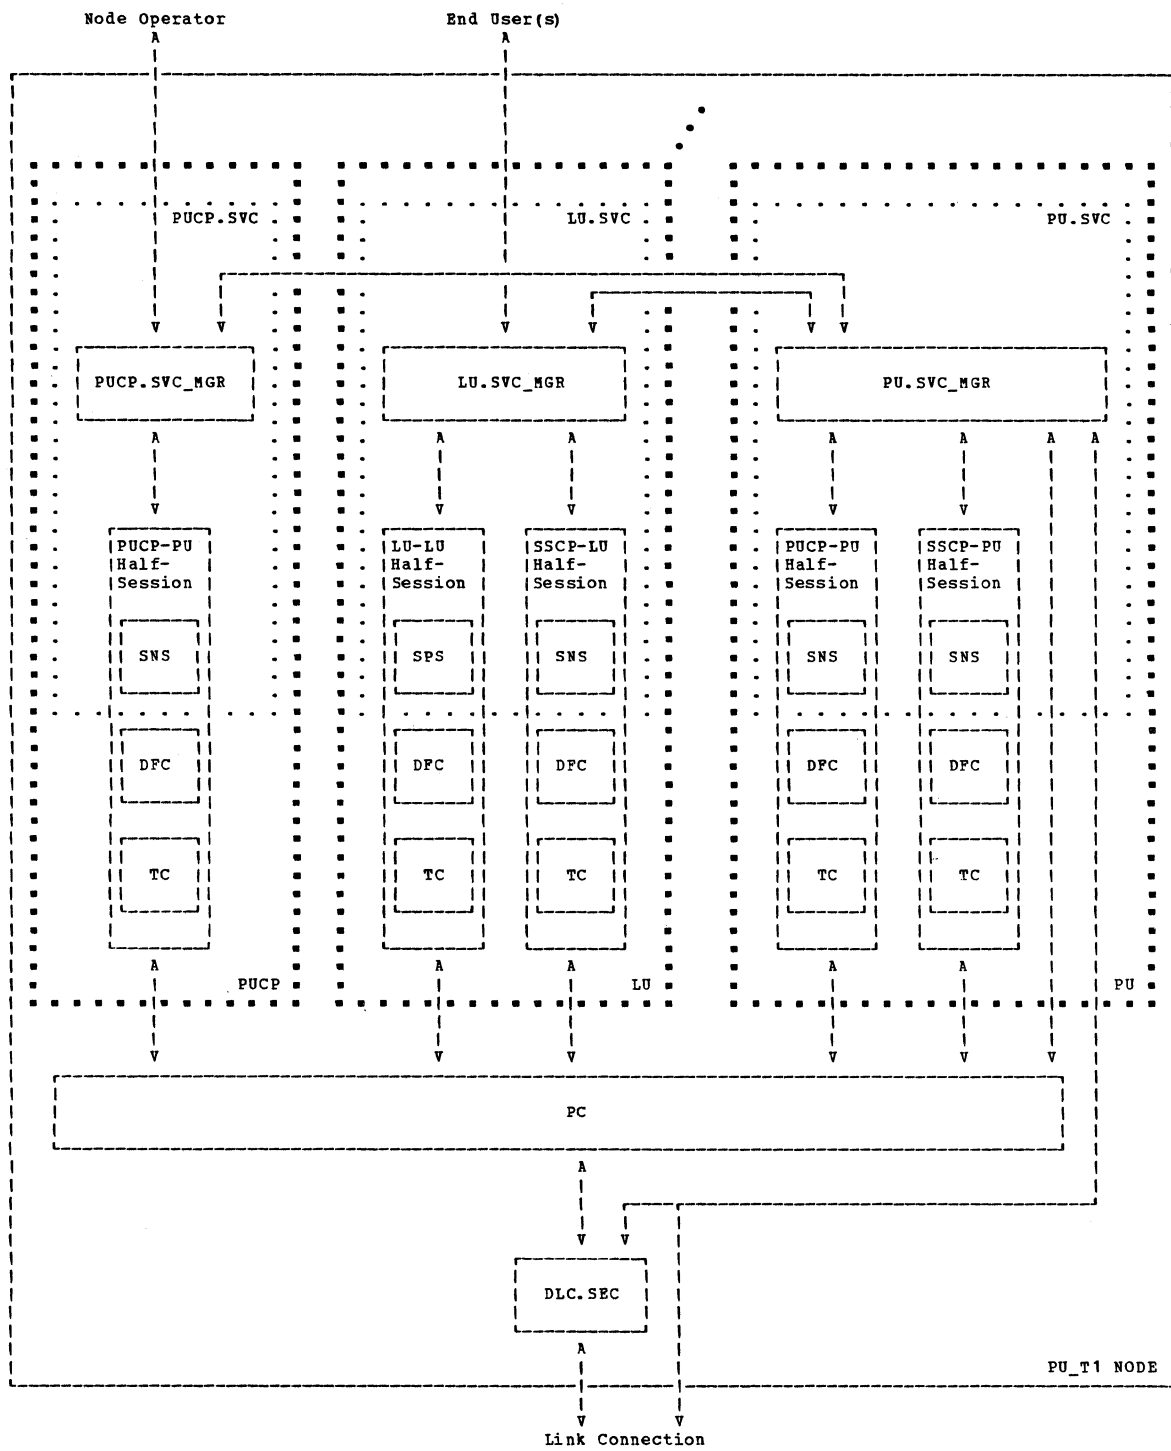 Node Operator
End User(s)
PUCP.SVC
LU.SVC
PU.SVC
PUCP.SVC_MGR
LU.SVC_MGR
PU.SVC_MGR
PUCP-PU
Half-
Session
LU-LU
Half-
Session
SSCP-LU
Half-
Session
PUCP-PU
Half-
Session
SSCP-PU
Half-
Session
SNS
SPS
SNS
SNS
SNS
DFC
DFC
DFC
DFC
DFC
TC
TC
TC
TC
TC
PUCP
LU
PU
PC
DLC.SEC
PU_T1 NODE
Link Connection